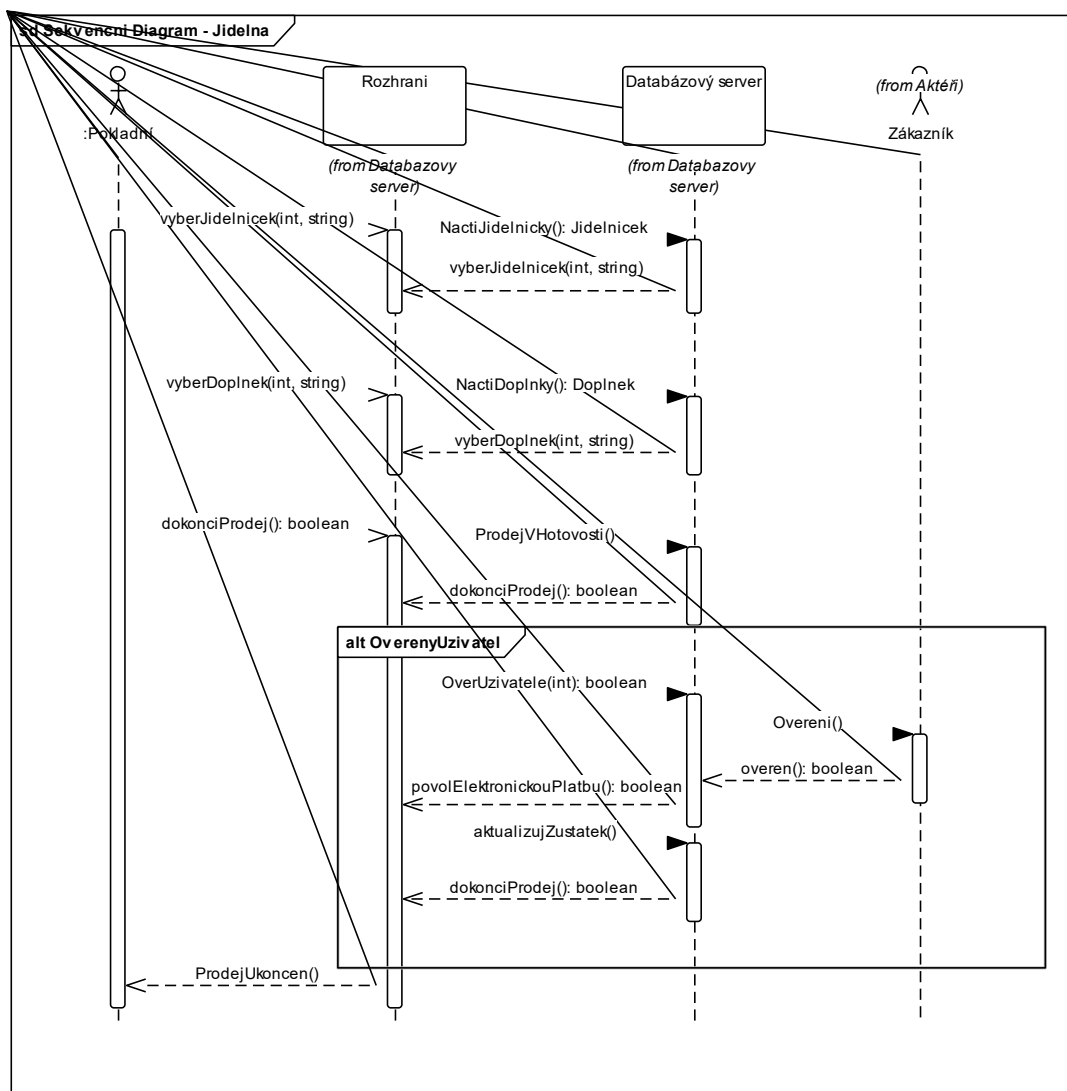 sd Sekvencni Diagram - Jidelna
:Pokladní
Rozhrani
(from Databazovy
server)
Databázový server
(from Databazovy
server)
(from Aktéři)
Zákazník
vyberJidelnicek(int, string)
NactiJidelnicky(): Jidelnicek
vyberJidelnicek(int, string)
vyberDoplnek(int, string)
NactiDoplnky(): Doplnek
vyberDoplnek(int, string)
dokonciProdej(): boolean
ProdejVHotovosti()
dokonciProdej(): boolean
alt OverenyUzivatel
OverUzivatele(int): boolean
Overeni()
overen(): boolean
povolElektronickouPlatbu(): boolean
aktualizujZustatek()
dokonciProdej(): boolean
ProdejUkoncen()